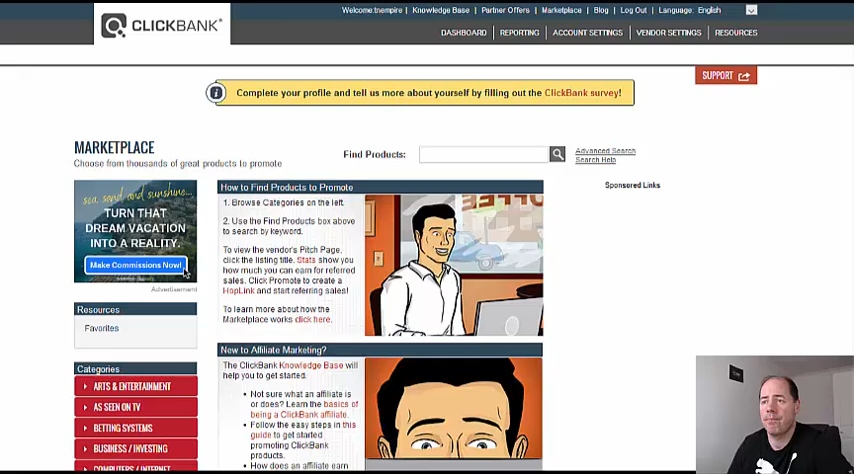 Welcome:tnempire | Knowledge Base | Partner Offers | Marketplace | Blog | Log Out | Language: English
CLICKBANK®
DASHBOARD | REPORTING | ACCOUNT SETTINGS | VENDOR SETTINGS | RESOURCES
SUPPORT
Complete your profile and tell us more about yourself by filling out the ClickBank survey!
MARKETPLACE
Choose from thousands of great products to promote
Find Products:
Advanced Search
Search Help
Sponsored Links
sea, sand and sunshine...
TURN THAT
DREAM VACATION
INTO A REALITY.
Make Commissions Now!
Advertisement
Resources
Favorites
Categories
ARTS & ENTERTAINMENT
AS SEEN ON TV
BETTING SYSTEMS
BUSINESS / INVESTING
COMPUTERS / INTERNET
How to Find Products to Promote
1. Browse Categories on the left.
2. Use the Find Products box above
to search by keyword.
To view the vendor's Pitch Page,
click the listing title. Stats show you
how much you can earn for referred
sales. Click Promote to create a
HopLink and start referring sales!
To learn more about how the
Marketplace works click here.
COFFEE
New to Affiliate Marketing?
The ClickBank Knowledge Base will
help you to get started.
Not sure what an affiliate is
or does? Learn the basics of
being a ClickBank affiliate.
Follow the easy steps in this
guide to get started
promoting ClickBank
products.
How does an affiliate earn